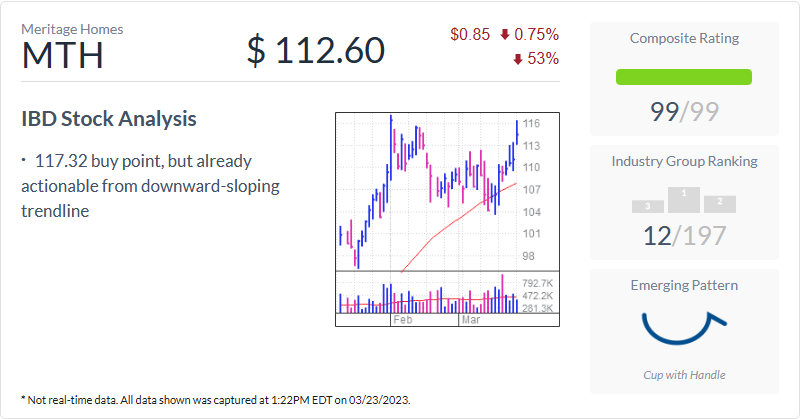 Meritage Homes
MTH
$ 112.60
$0.85 0.75%
53%
IBD Stock Analysis
· 117.32 buy point, but already
actionable from downward-sloping
trendline
116
113
110
107
104
101
98
792.7K
472.2K
281.3K
Feb
Mar
Composite Rating
99/99
Industry Group Ranking
3
1
2
12/197
Emerging Pattern
Cup with Handle
* Not real-time data. All data shown was captured at 1:22PM EDT on 03/23/2023.